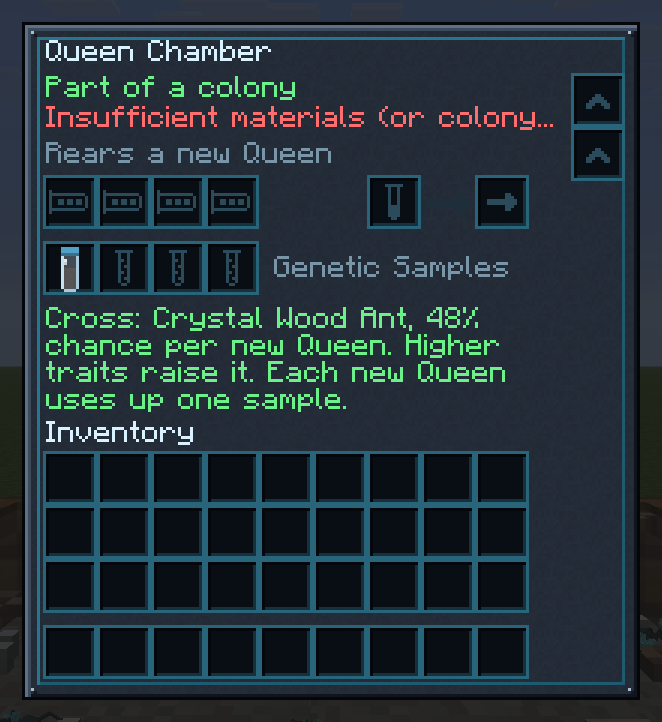 Queen Chamber
Part of a colony
Insufficient materials (or colony...
Rears a new Queen
Genetic Samples
Cross: Crystal Wood Ant, 48%
chance per new Queen. Higher
traits raise it. Each new Queen
uses up one sample.
Inventory